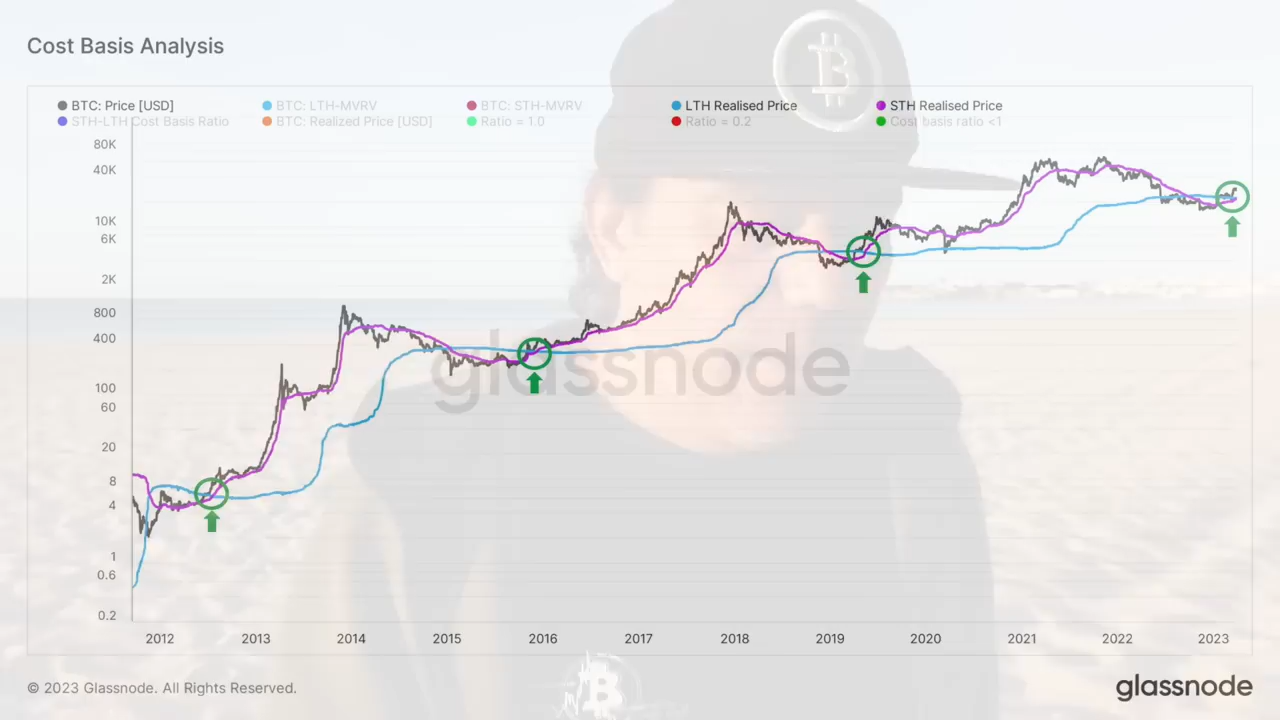 Cost Basis Analysis
BTC: Price [USD] BTC: LTH-MVRV BTC: STH-MVRV LTH Realised Price STH Realised Price
STH-LTH Cost Basis Ratio BTC: Realized Price [USD] Ratio = 1.0 Ratio = 0.2 Cost basis ratio <1
80K
40K
10K
6K
2K
800
400
100
60
20
8
4
1
0.6
0.2
glassnode
2012 2013 2014 2015 2016 2017 2018 2019 2020 2021 2022 2023
© 2023 Glassnode. All Rights Reserved.
glassnode